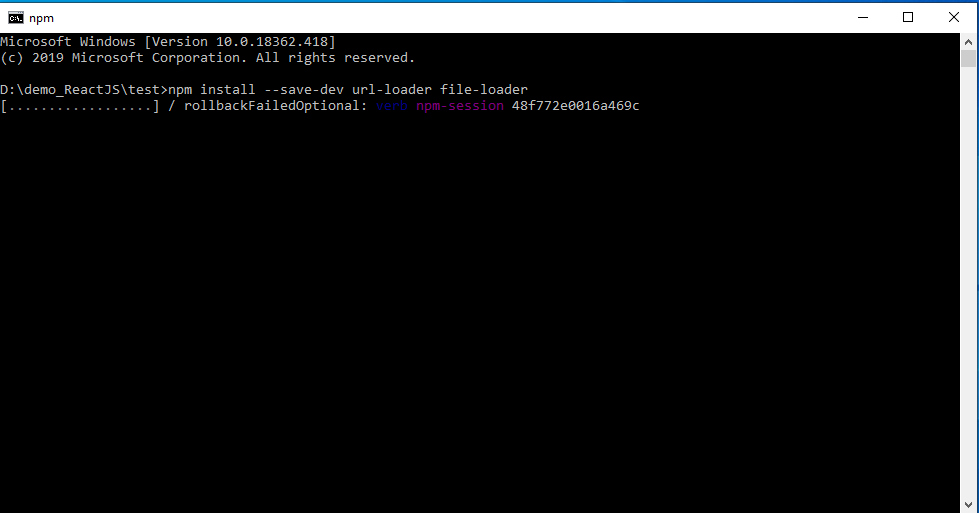 npm
Microsoft Windows [Version 10.0.18362.418]
(c) 2019 Microsoft Corporation. All rights reserved.
D:\demo_ReactJS\test>npm install --save-dev url-loader file-loader
[..................] / rollbackFailedOptional: verb npm-session 48f772e0016a469c